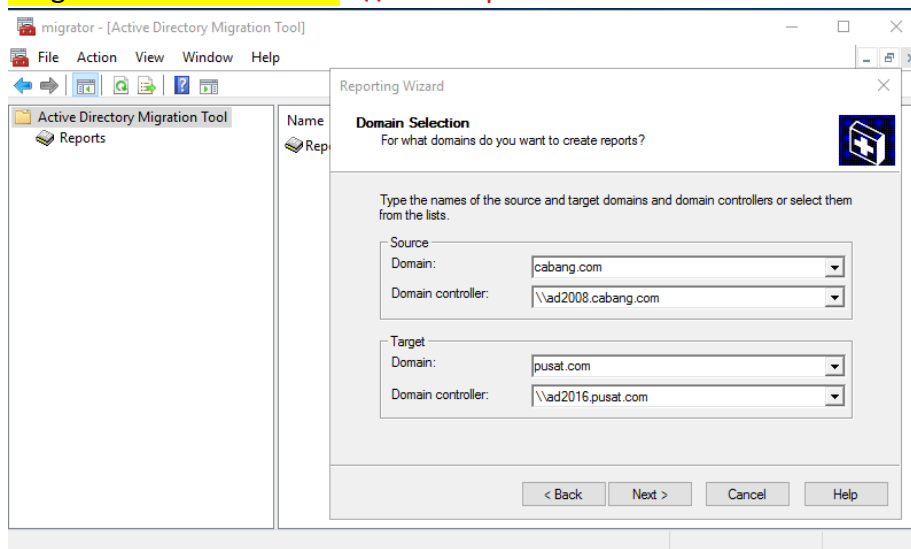 migrator - [Active Directory Migration Tool]
File Action View Window Help
Active Directory Migration Tool
Reports
Name
Rep
Reporting Wizard
Domain Selection
For what domains do you want to create reports?
Type the names of the source and target domains and domain controllers or select them
from the lists.
Source
Domain:
cabang.com
Domain controller:
\\ad2008.cabang.com
Target
Domain:
pusat.com
Domain controller:
\\ad2016.pusat.com
< Back
Next >
Cancel
Help